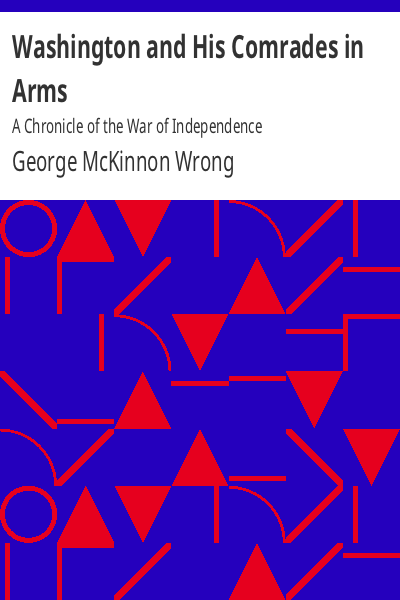 Washington and His Comrades in
Arms
A Chronicle of the War of Independence
George McKinnon Wrong